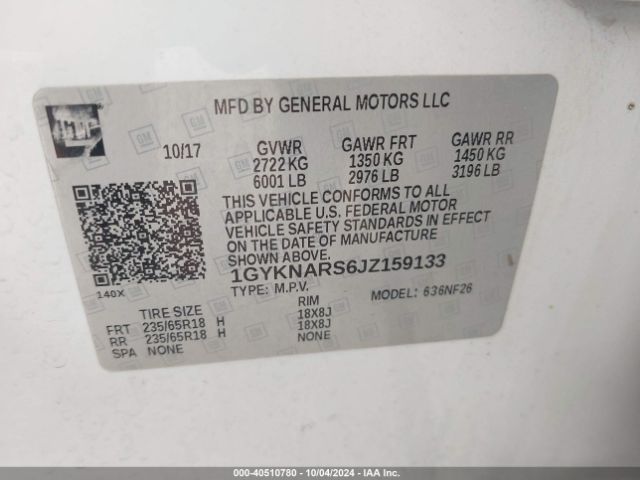 MFD BY GENERAL MOTORS LLC
10/17
GVWR GAWR FRT GAWR RR
2722 KG 1350 KG 1450 KG
6001 LB 2976 LB 3196 LB
THIS VEHICLE CONFORMS TO ALL
APPLICABLE U.S. FEDERAL MOTOR
VEHICLE SAFETY STANDARDS IN EFFECT
ON THE DATE OF MANUFACTURE
SHOWN ABOVE.
1GYKNARS6JZ159133
TYPE: M.P.V. MODEL: 636NF26
140X
TIRE SIZE RIM
FRT 235/65R18 H 18X8J
RR 235/65R18 H 18X8J
SPA NONE NONE
000-40510780 - 10/04/2024 - IAA Inc.